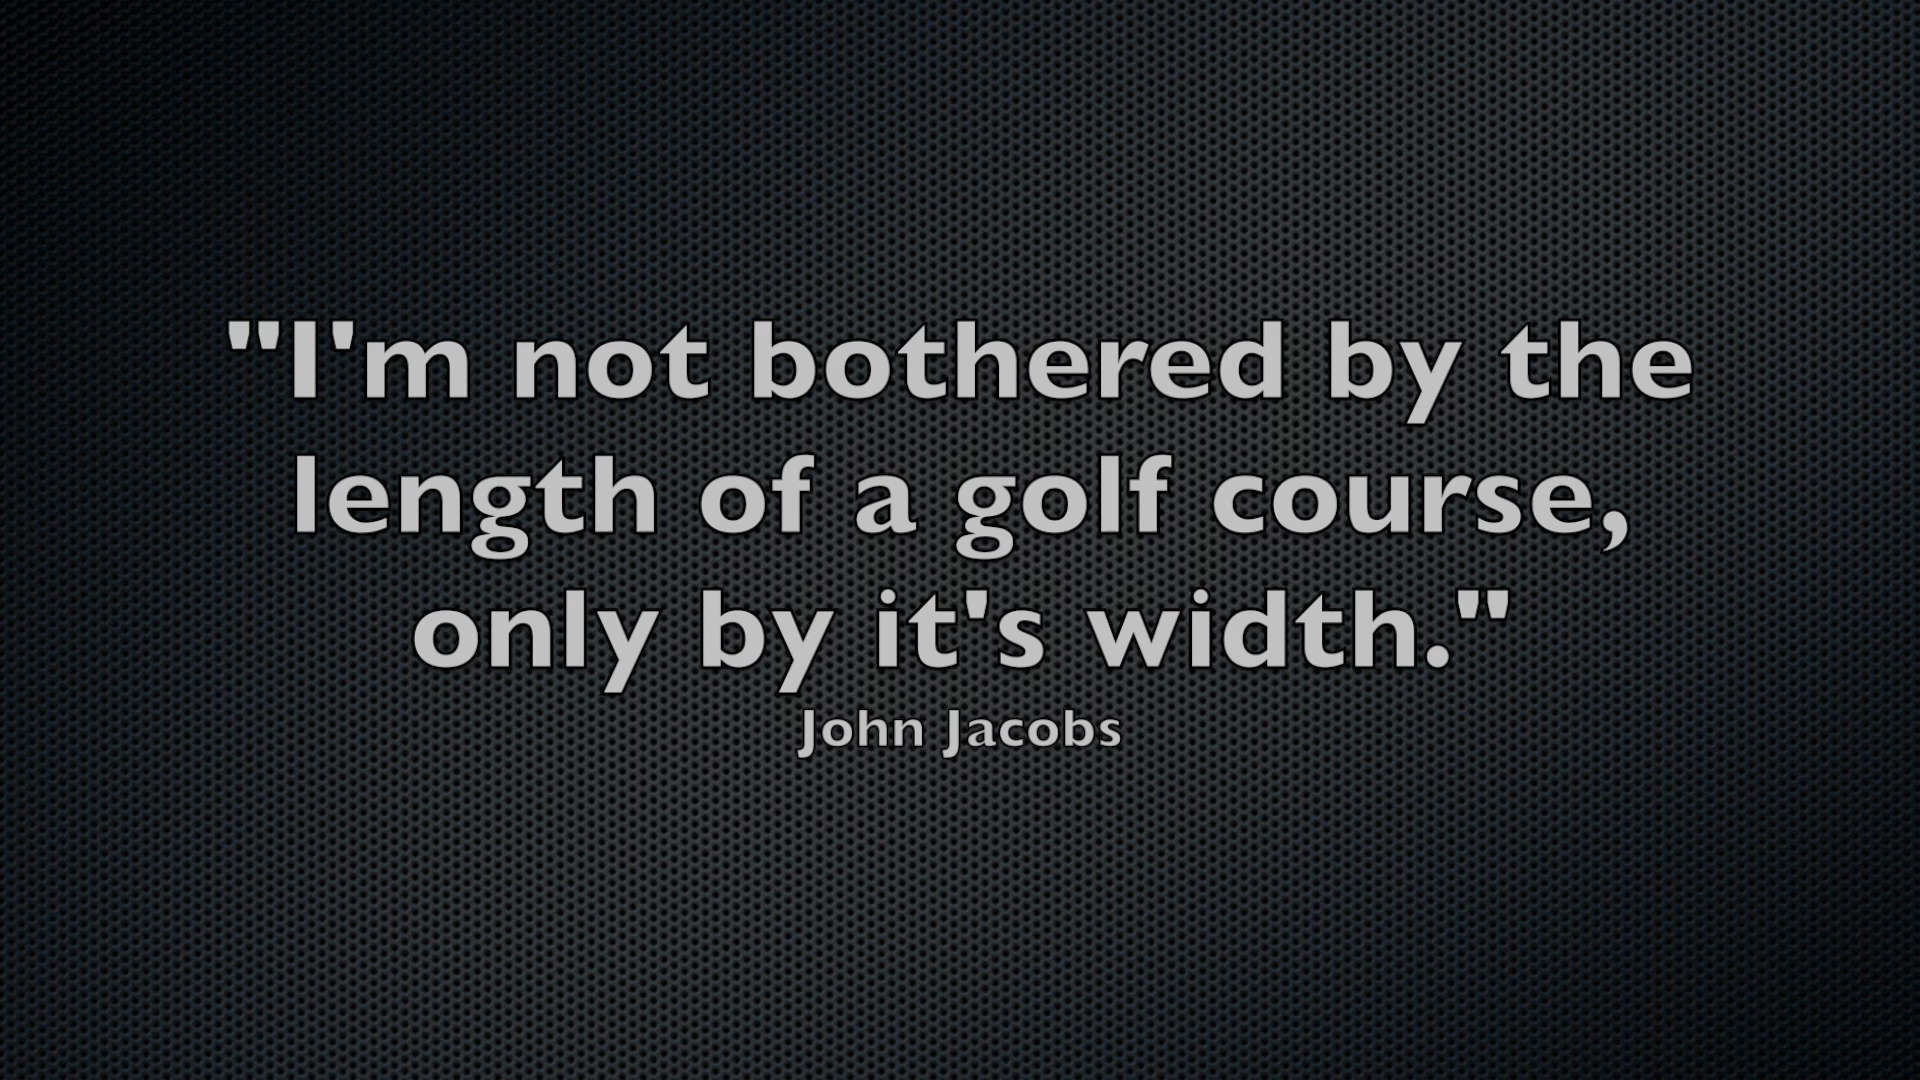 "I'm not bothered by the
length of a golf course,
only by it's width."
John Jacobs